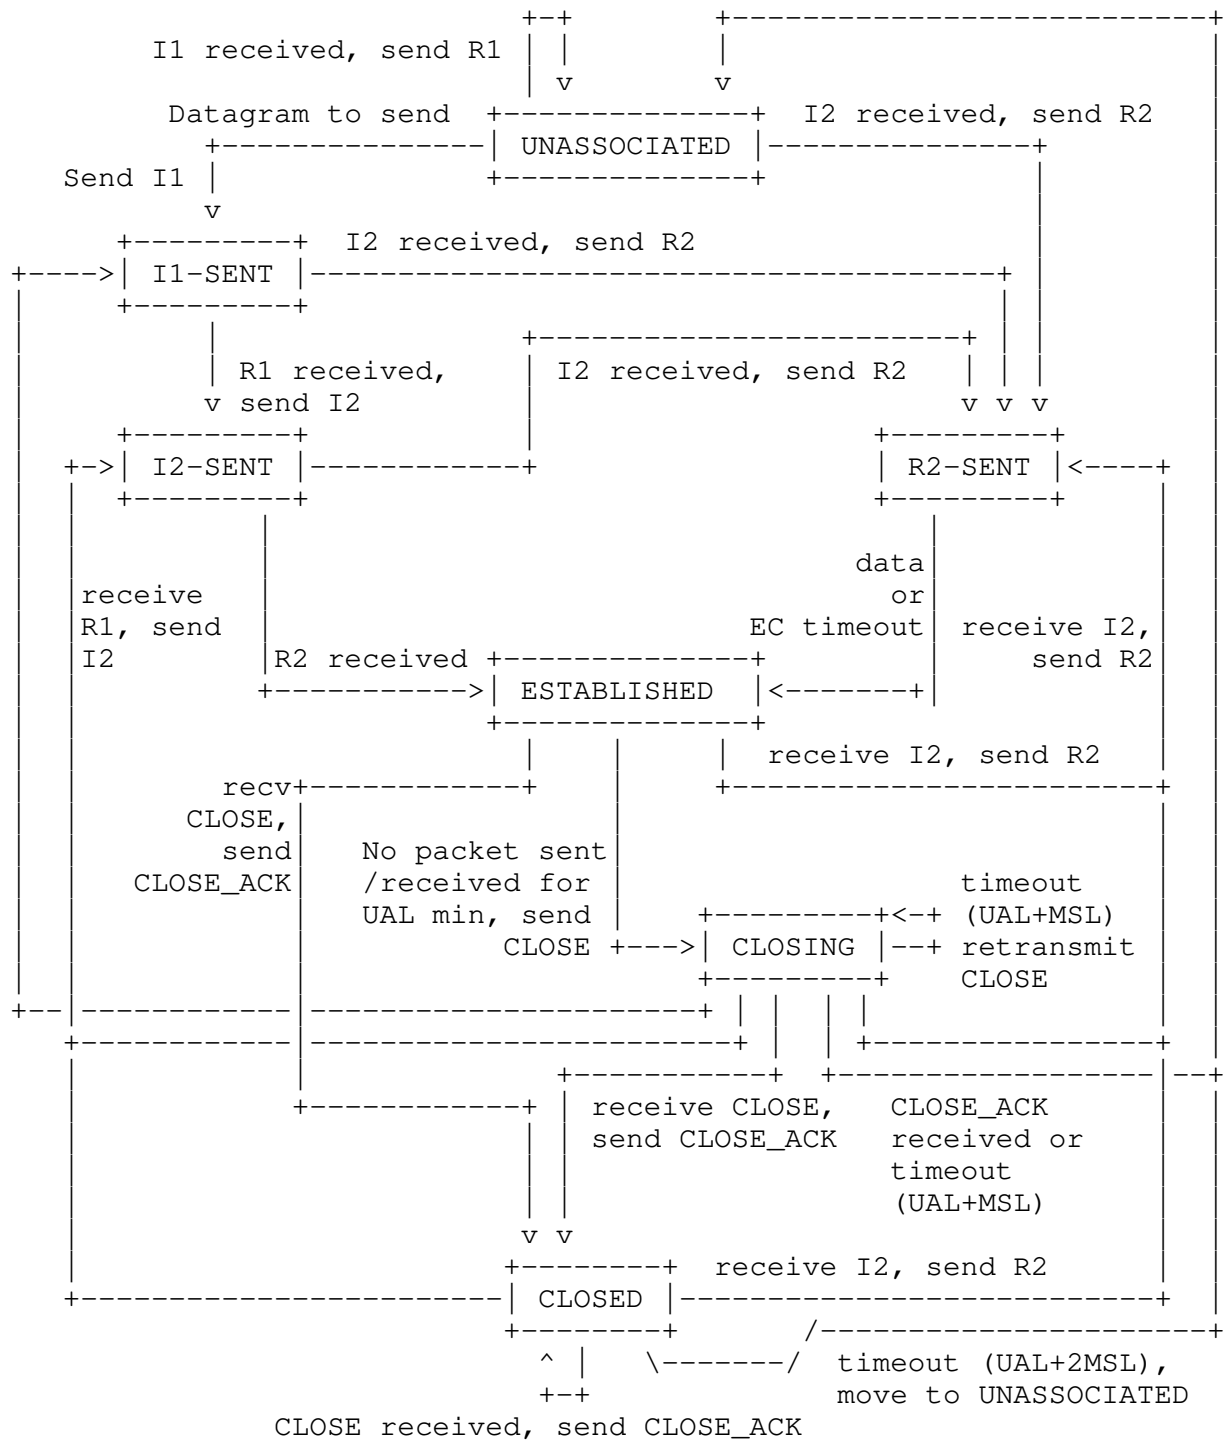 I1 received, send R1
Datagram to send I2 received, send R2
UNASSOCIATED
Send I1
I2 received, send R2
I1-SENT
R1 received, I2 received, send R2
v send I2 v v v
I2-SENT R2-SENT
data
receive or
R1, send EC timeout receive I2,
I2 R2 received send R2
ESTABLISHED
receive I2, send R2
recv
CLOSE,
send No packet sent
CLOSE_ACK /received for timeout
UAL min, send (UAL+MSL)
CLOSE CLOSING retransmit
CLOSE
receive CLOSE, CLOSE_ACK
send CLOSE_ACK received or
timeout
(UAL+MSL)
receive I2, send R2
CLOSED
timeout (UAL+2MSL),
move to UNASSOCIATED
CLOSE received, send CLOSE_ACK